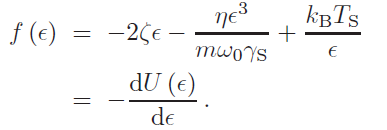 f (ϵ) = −2ζϵ − ηϵ³/(mω₀γ_S) + k_B T_S/ϵ
= − dU (ϵ)/dϵ .